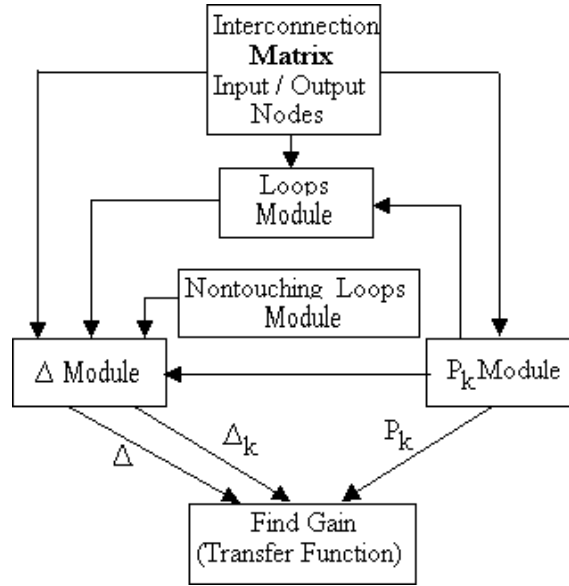 Interconnection
Matrix
Input / Output
Nodes
Loops
Module
Nontouching Loops
Module
Δ Module
Pk Module
Δ
Δk
Pk
Find Gain
(Transfer Function)